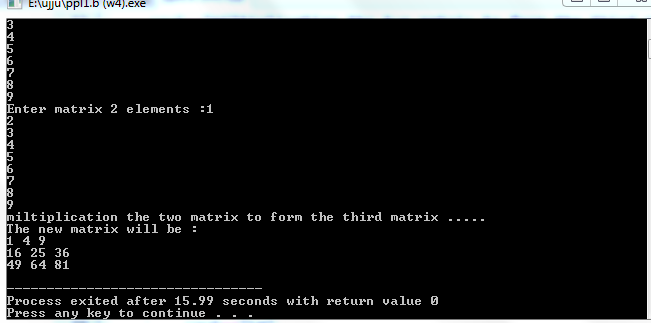 E:\ujju\ppl1.b (w4).exe
3
4
5
6
7
8
9
Enter matrix 2 elements :1
2
3
4
5
6
7
8
9
miltiplication the two matrix to form the third matrix .....
The new matrix will be :
1 4 9
16 25 36
49 64 81
--------------------------------
Process exited after 15.99 seconds with return value 0
Press any key to continue . . .